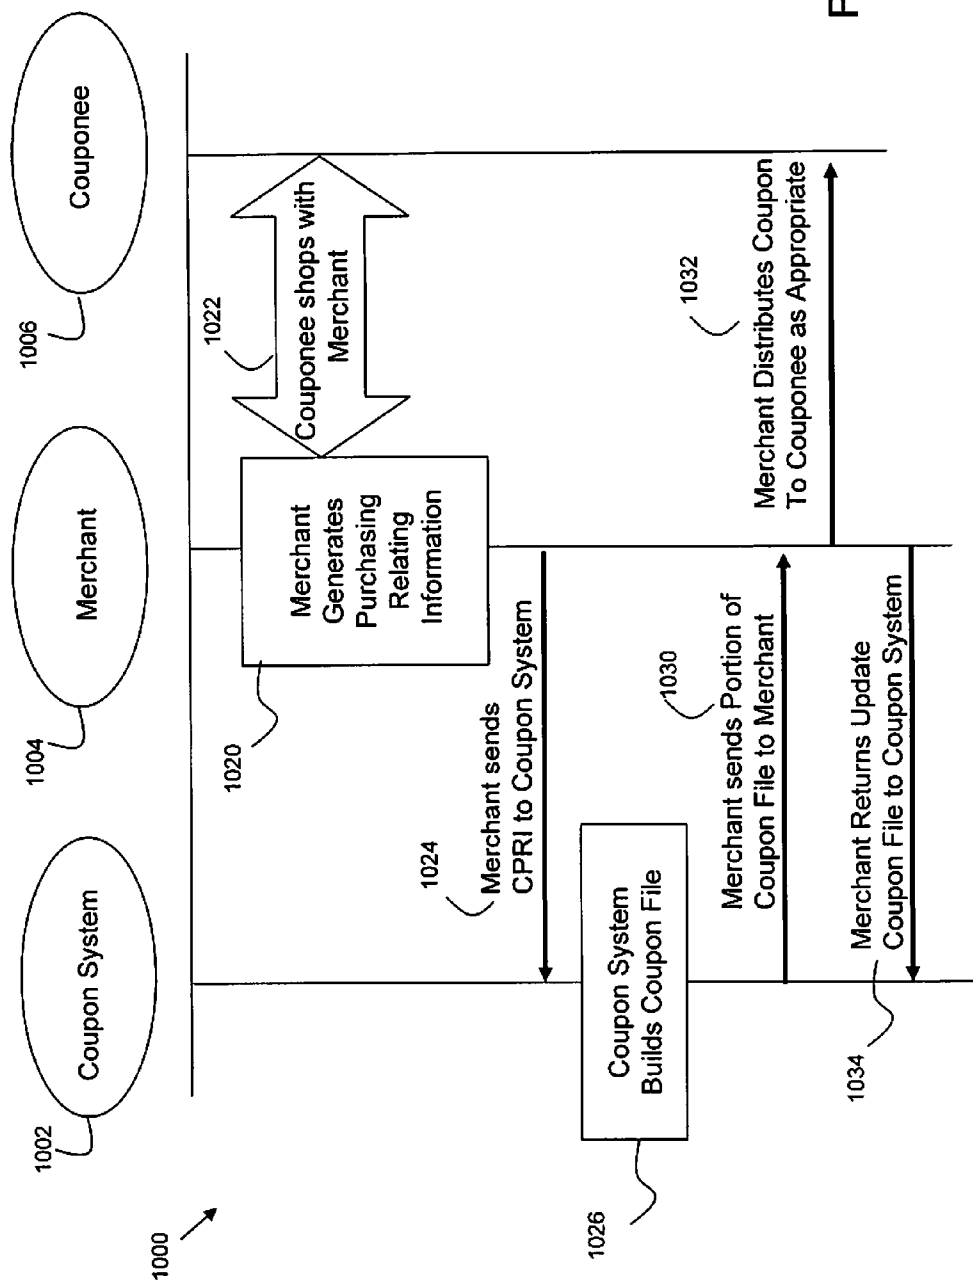 1000
1002
Coupon System
1004
Merchant
1006
Couponee
1020
Merchant
Generates
Purchasing
Relating
Information
1022
Couponee shops with
Merchant
1024
Merchant sends
CPRI to Coupon System
1026
Coupon System
Builds Coupon File
1030
Merchant sends Portion of
Coupon File to Merchant
1032
Merchant Distributes Coupon
To Couponee as Appropriate
1034
Merchant Returns Update
Coupon File to Coupon System